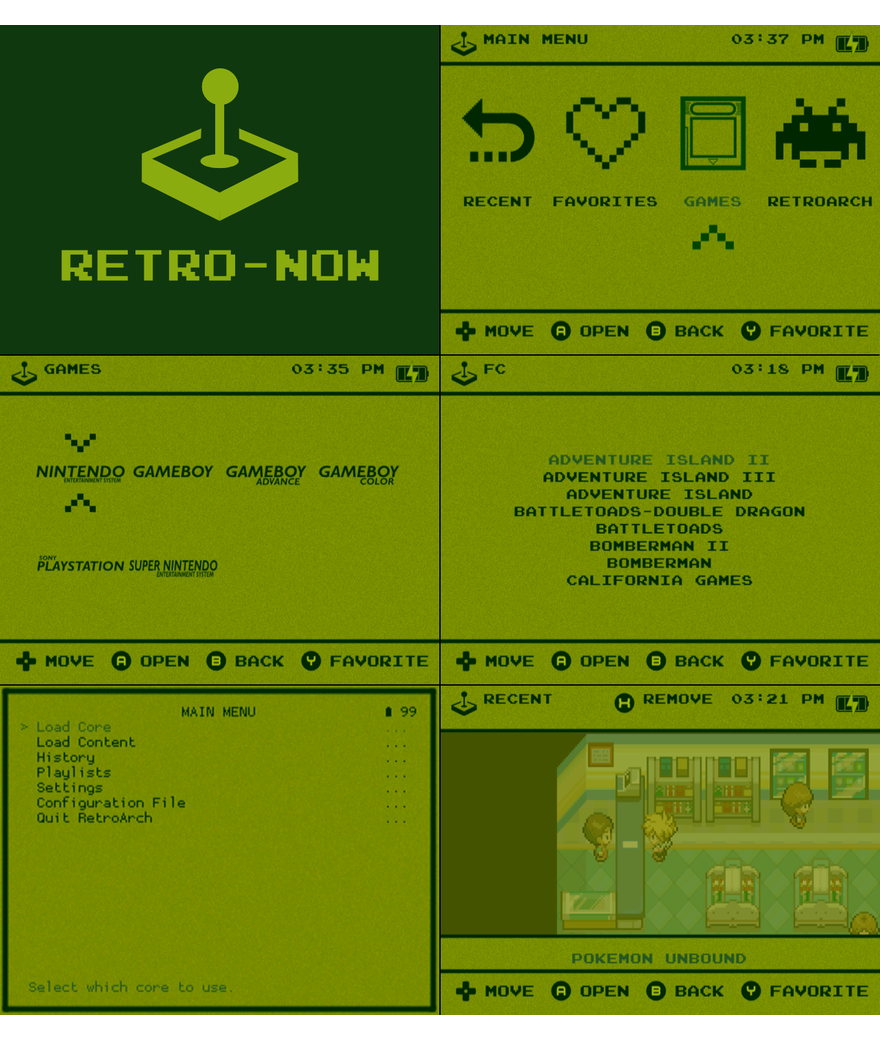 RETRO-NOW
MAIN MENU 03:37 PM
RECENT FAVORITES GAMES RETROARCH
MOVE A OPEN B BACK Y FAVORITE
GAMES 03:35 PM
NINTENDO ENTERTAINMENT SYSTEM GAMEBOY GAMEBOY ADVANCE GAMEBOY COLOR
SONY PLAYSTATION SUPER NINTENDO ENTERTAINMENT SYSTEM
MOVE A OPEN B BACK Y FAVORITE
FC 03:18 PM
ADVENTURE ISLAND II
ADVENTURE ISLAND III
ADVENTURE ISLAND
BATTLETOADS-DOUBLE DRAGON
BATTLETOADS
BOMBERMAN II
BOMBERMAN
CALIFORNIA GAMES
MOVE A OPEN B BACK Y FAVORITE
MAIN MENU 99
> Load Core ...
Load Content ...
History ...
Playlists ...
Settings ...
Configuration File ...
Quit RetroArch ...
Select which core to use.
RECENT M REMOVE 03:21 PM
POKEMON UNBOUND
MOVE A OPEN B BACK Y FAVORITE